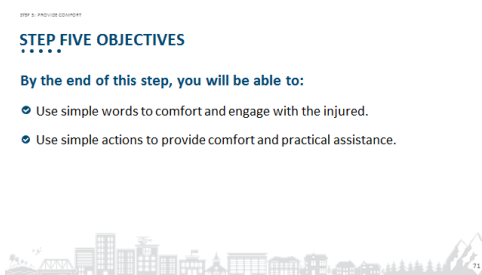 STEP 5: PROVIDE COMFORT
STEP FIVE OBJECTIVES
By the end of this step, you will be able to:
Use simple words to comfort and engage with the injured.
Use simple actions to provide comfort and practical assistance.
71